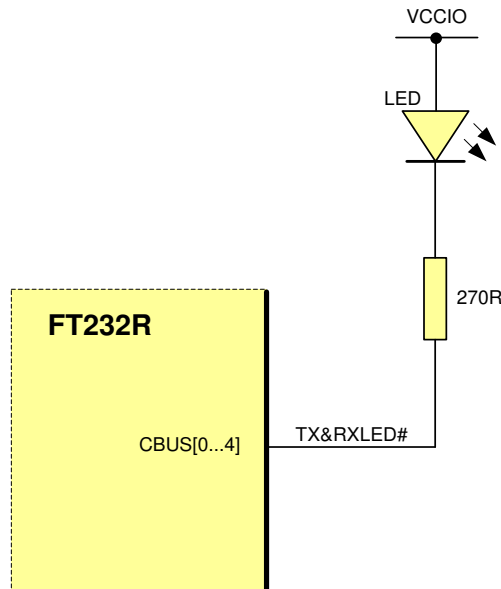 VCCIO
LED
270R
FT232R
TX&RXLED#
CBUS[0...4]